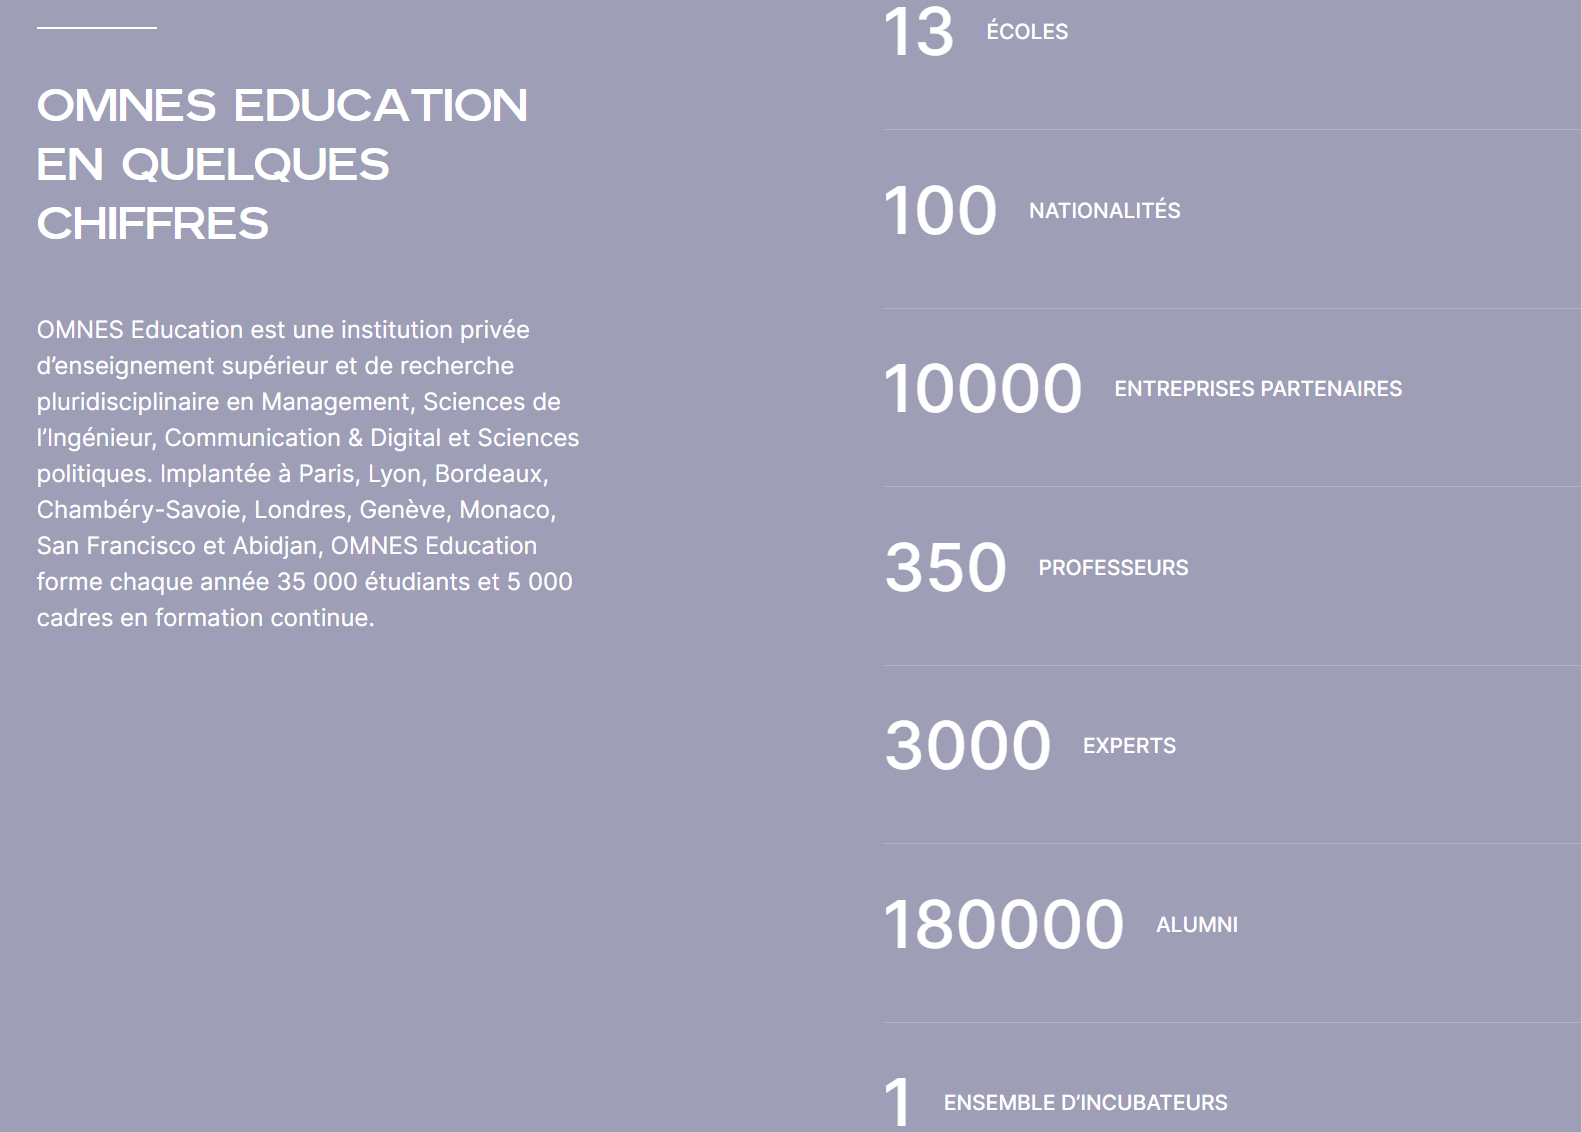 OMNES EDUCATION
EN QUELQUES
CHIFFRES
OMNES Education est une institution privée
d’enseignement supérieur et de recherche
pluridisciplinaire en Management, Sciences de
l’Ingénieur, Communication & Digital et Sciences
politiques. Implantée à Paris, Lyon, Bordeaux,
Chambéry-Savoie, Londres, Genève, Monaco,
San Francisco et Abidjan, OMNES Education
forme chaque année 35 000 étudiants et 5 000
cadres en formation continue.
13 ÉCOLES
100 NATIONALITÉS
10000 ENTREPRISES PARTENAIRES
350 PROFESSEURS
3000 EXPERTS
180000 ALUMNI
1 ENSEMBLE D’INCUBATEURS